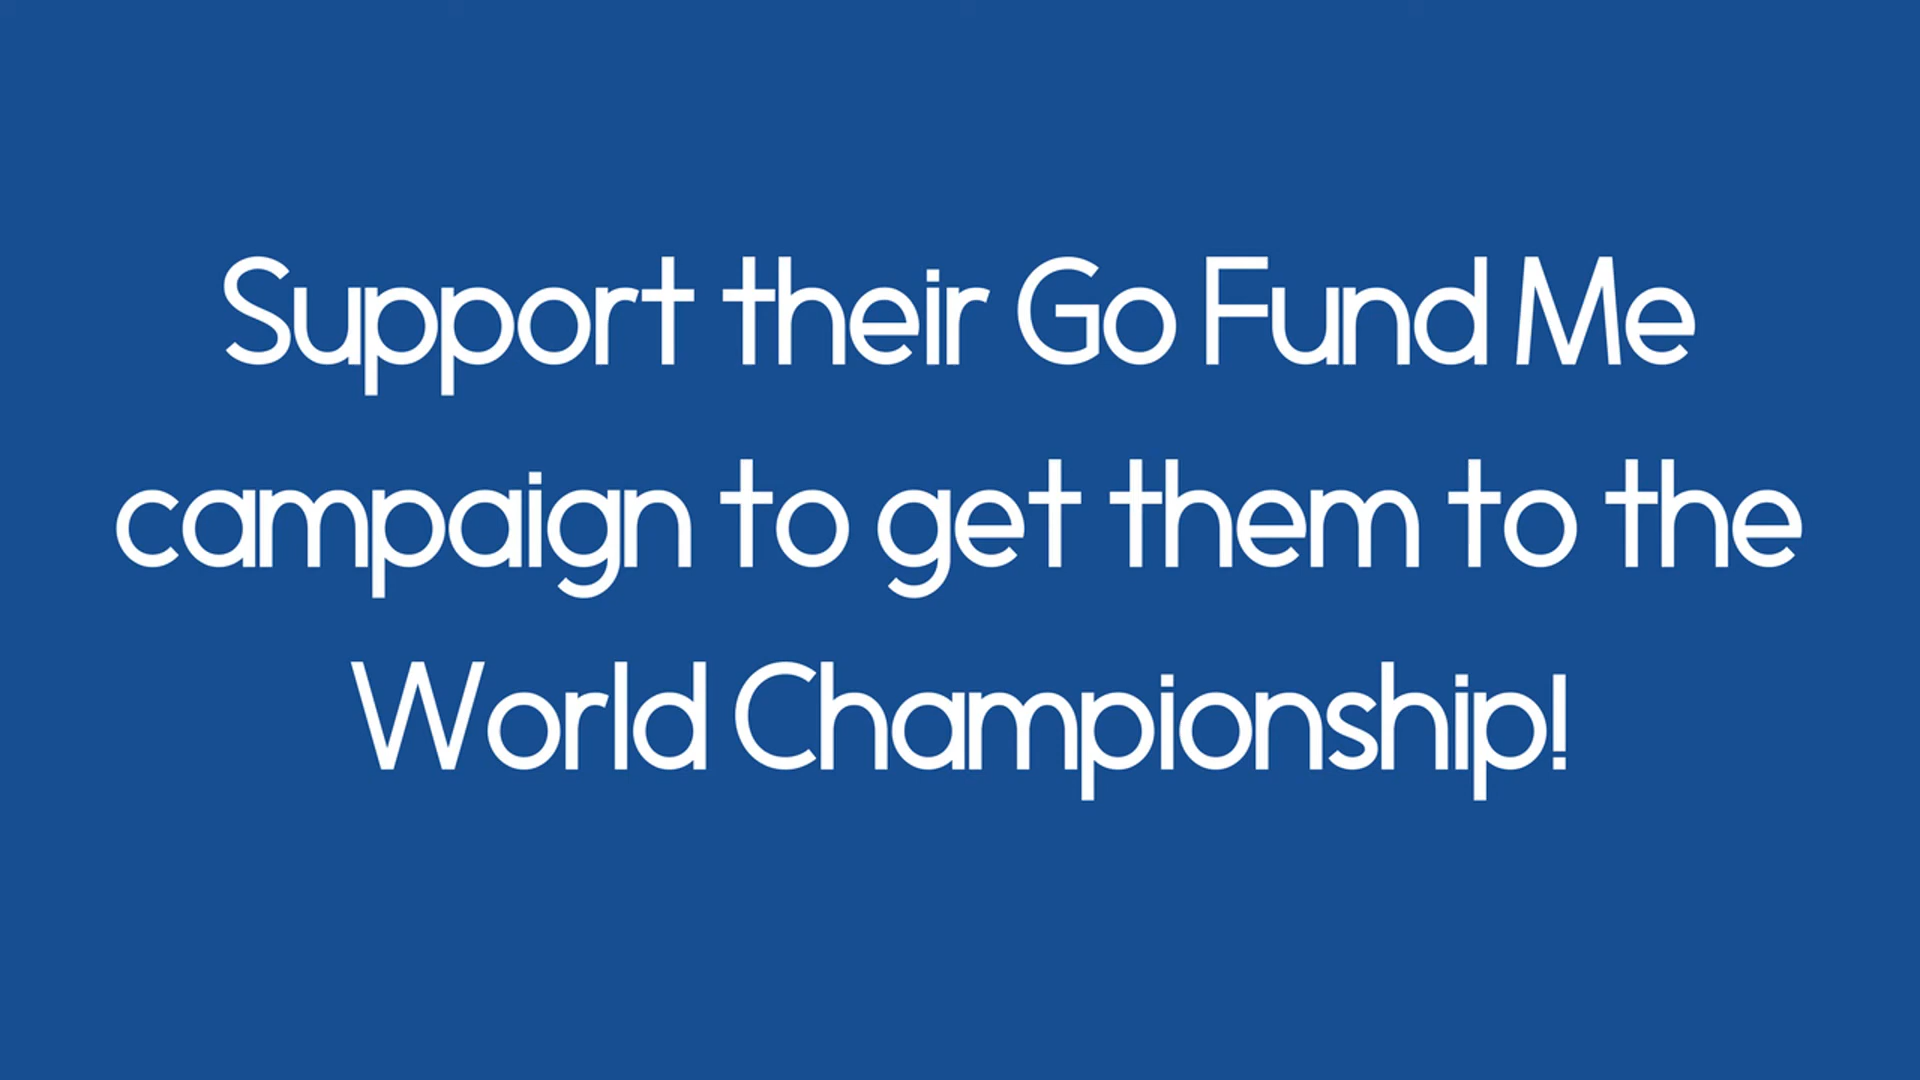 Support their Go Fund Me
campaign to get them to the
World Championship!